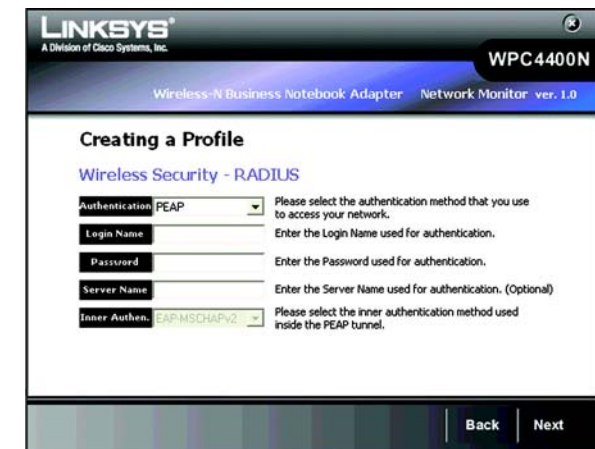 LINKSYS®
A Division of Cisco Systems, Inc.
WPC4400N
Wireless-N Business Notebook Adapter Network Monitor ver. 1.0
Creating a Profile
Wireless Security - RADIUS
Authentication PEAP Please select the authentication method that you use
to access your network.
Login Name Enter the Login Name used for authentication.
Password Enter the Password used for authentication.
Server Name Enter the Server Name used for authentication. (Optional)
Inner Authen. EAP-MSCHAPv2 Please select the inner authentication method used
inside the PEAP tunnel.
Back Next